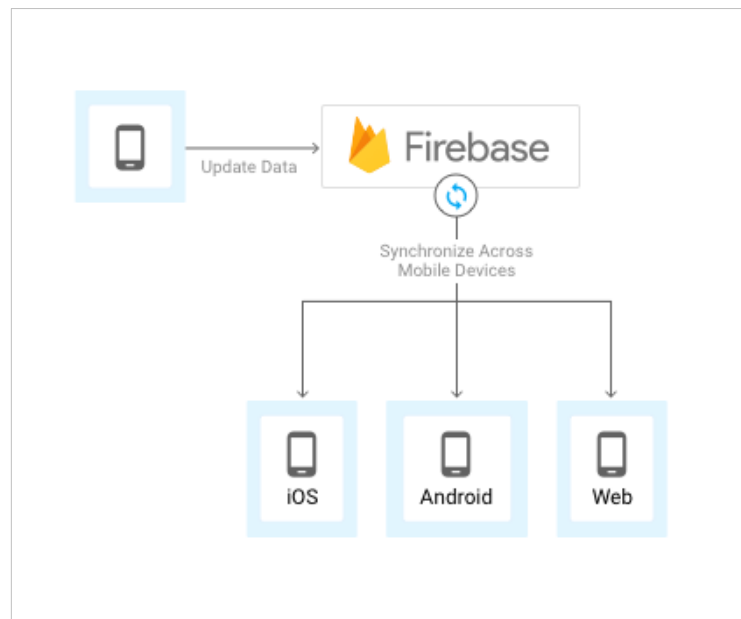 Update Data
Firebase
Synchronize Across
Mobile Devices
iOS
Android
Web